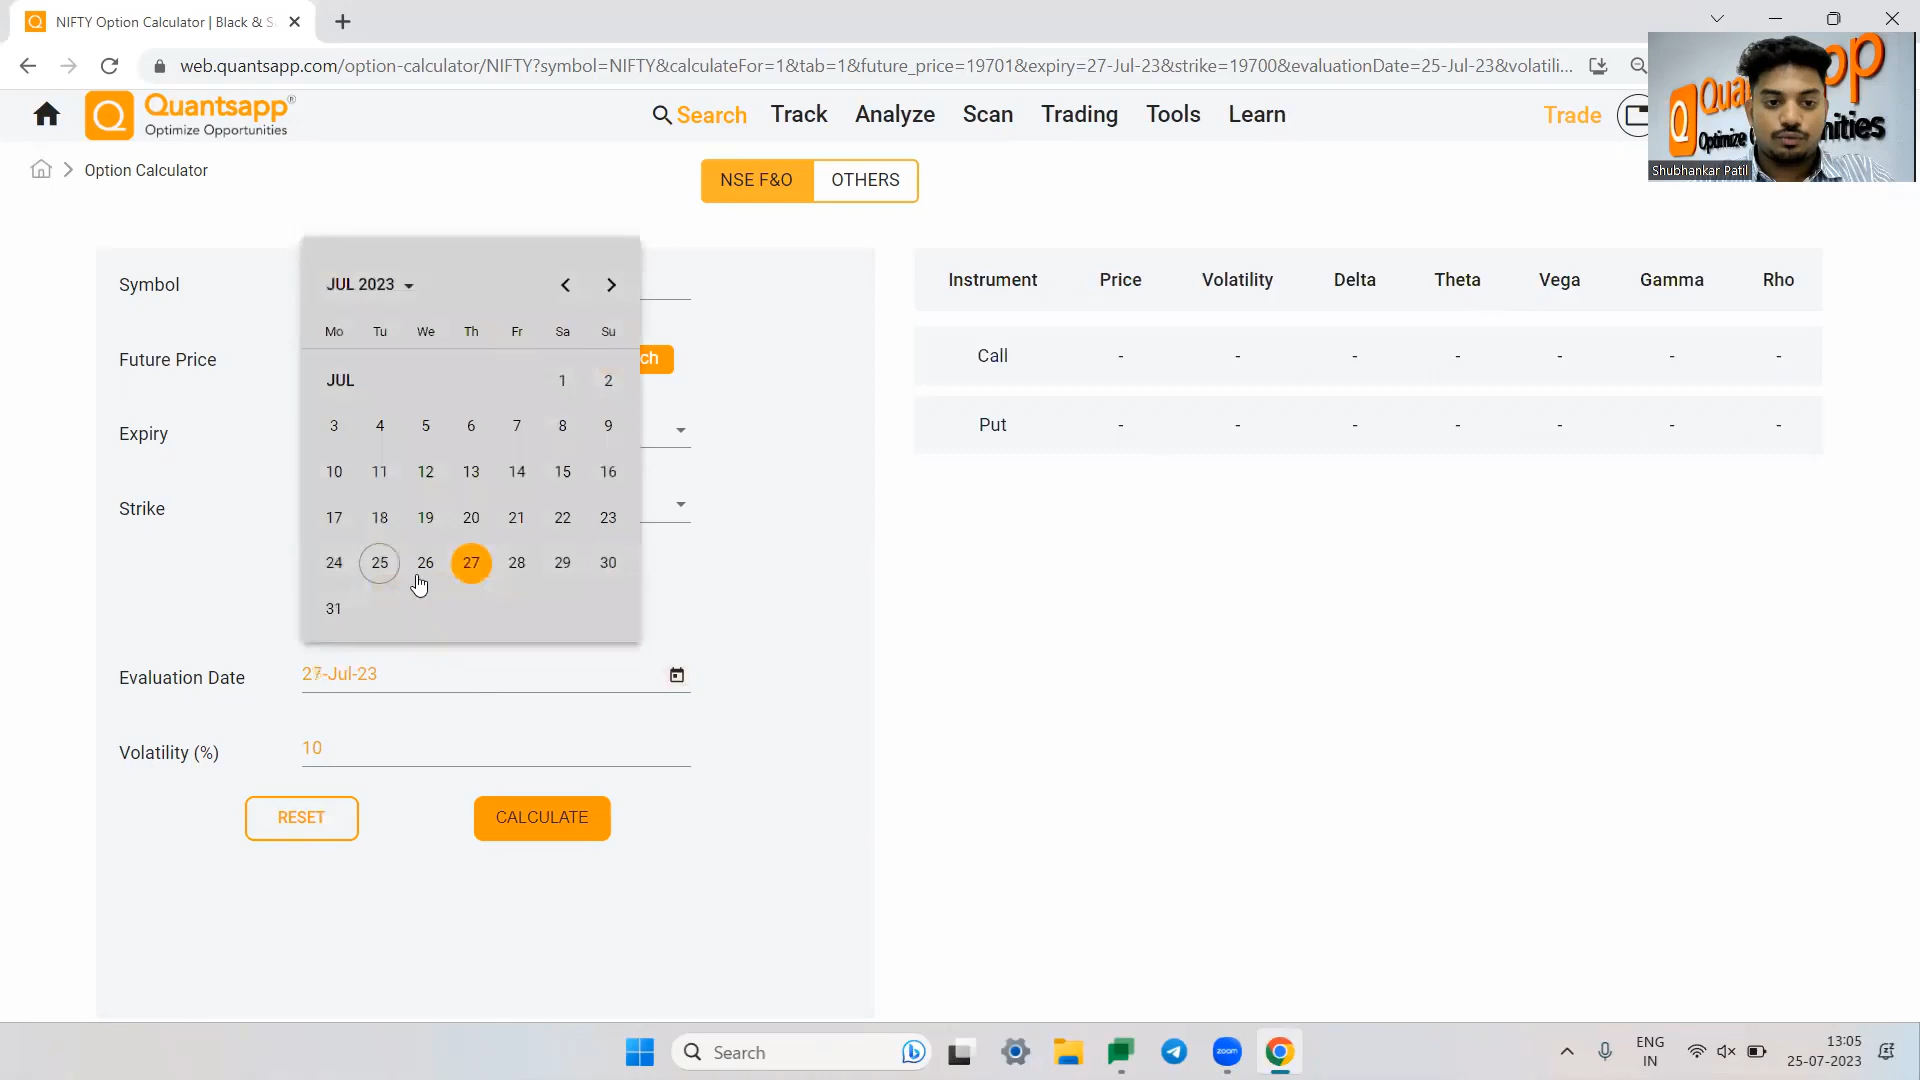 NIFTY Option Calculator | Black & S
web.quantsapp.com/option-calculator/NIFTY?symbol=NIFTY&calculateFor=1&tab=1&future_price=19701&expiry=27-Jul-23&strike=19700&evaluationDate=25-Jul-23&volatili...
Quantsapp®
Optimize Opportunities
Search Track Analyze Scan Trading Tools Learn Trade
Shubhankar Patil
Option Calculator
NSE F&O OTHERS
Symbol
Future Price
ch
Expiry
Strike
JUL 2023
Mo Tu We Th Fr Sa Su
JUL 1 2
3 4 5 6 7 8 9
10 11 12 13 14 15 16
17 18 19 20 21 22 23
24 25 26 27 28 29 30
31
Evaluation Date 27-Jul-23
Volatility (%) 10
RESET CALCULATE
Instrument Price Volatility Delta Theta Vega Gamma Rho
Call - - - - - - -
Put - - - - - - -
Search
zoom
ENG
IN
13:05
25-07-2023